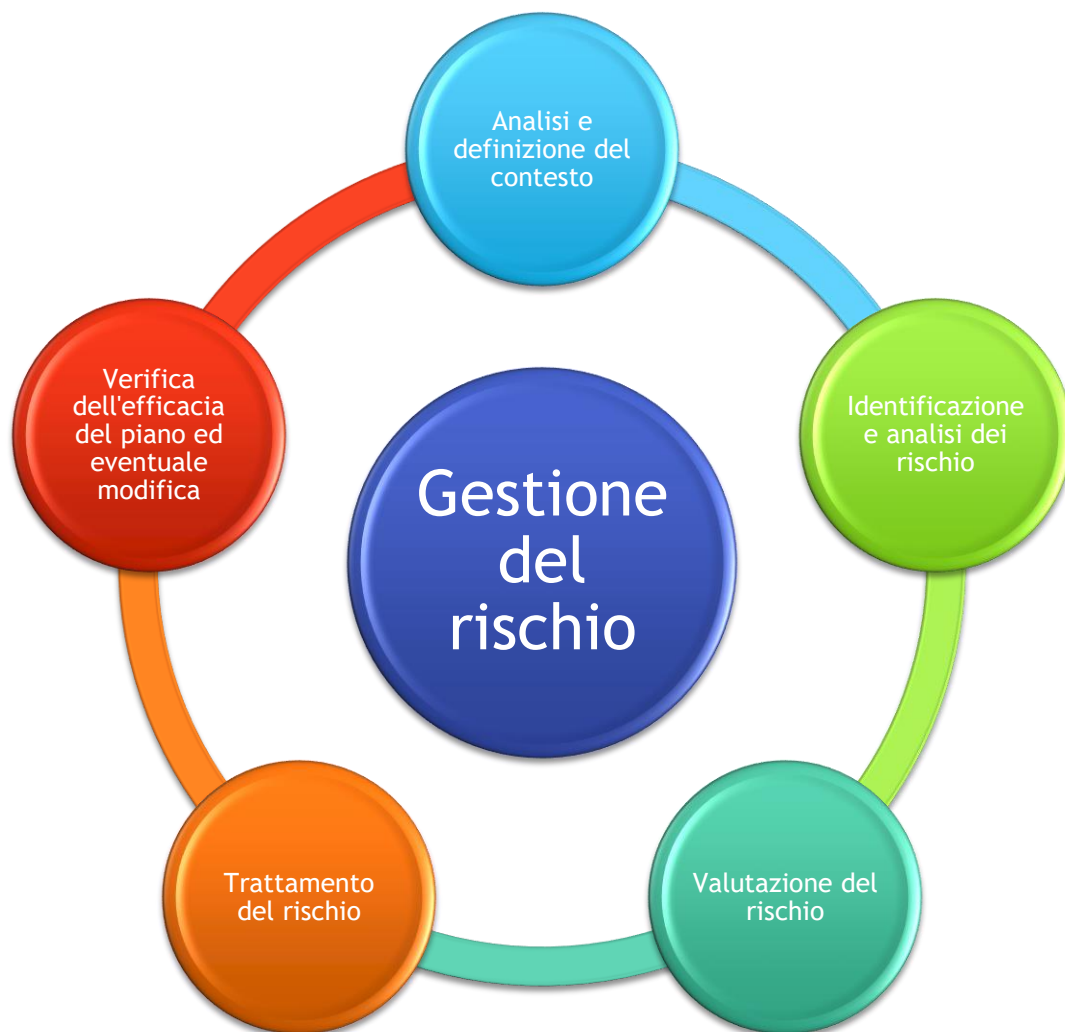 Analisi e
definizione del
contesto
Identificazione
e analisi dei
rischio
Valutazione del
rischio
Trattamento
del rischio
Verifica
dell'efficacia
del piano ed
eventuale
modifica
Gestione
del
rischio